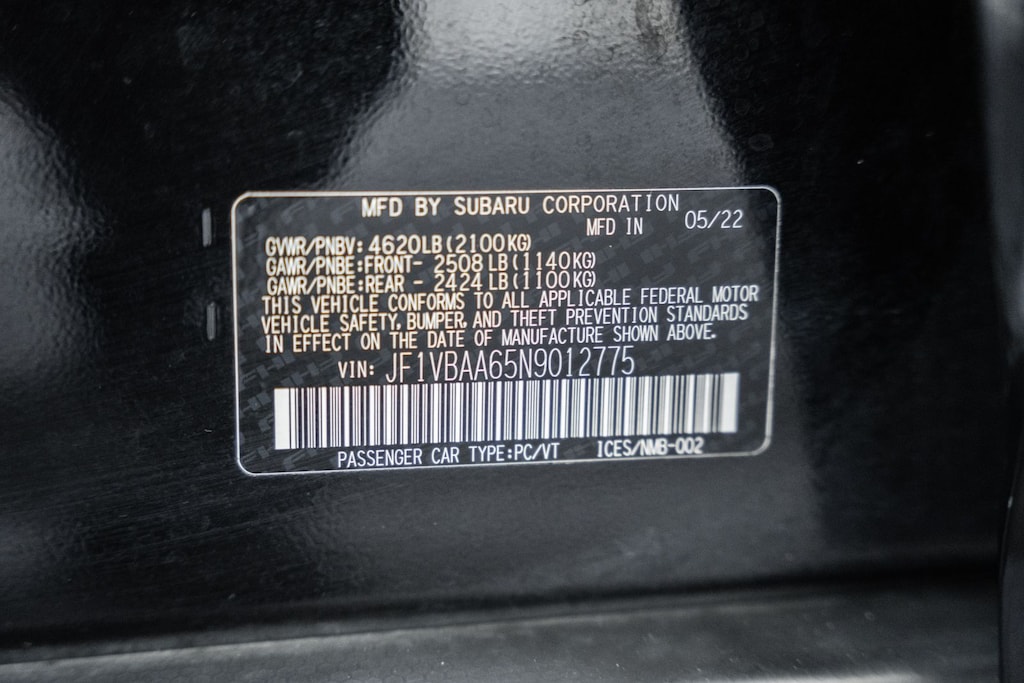 MFD BY SUBARU CORPORATION
MFD IN 05/22
GVWR/PNBV: 4620LB(2100KG)
GAWR/PNBE:FRONT- 2508 LB(1140KG)
GAWR/PNBE:REAR - 2424 LB(1100KG)
THIS VEHICLE CONFORMS TO ALL APPLICABLE FEDERAL MOTOR
VEHICLE SAFETY, BUMPER, AND THEFT PREVENTION STANDARDS
IN EFFECT ON THE DATE OF MANUFACTURE SHOWN ABOVE.
VIN: JF1VBAA65N9012775
PASSENGER CAR TYPE:PC/VT ICES/NMB-002